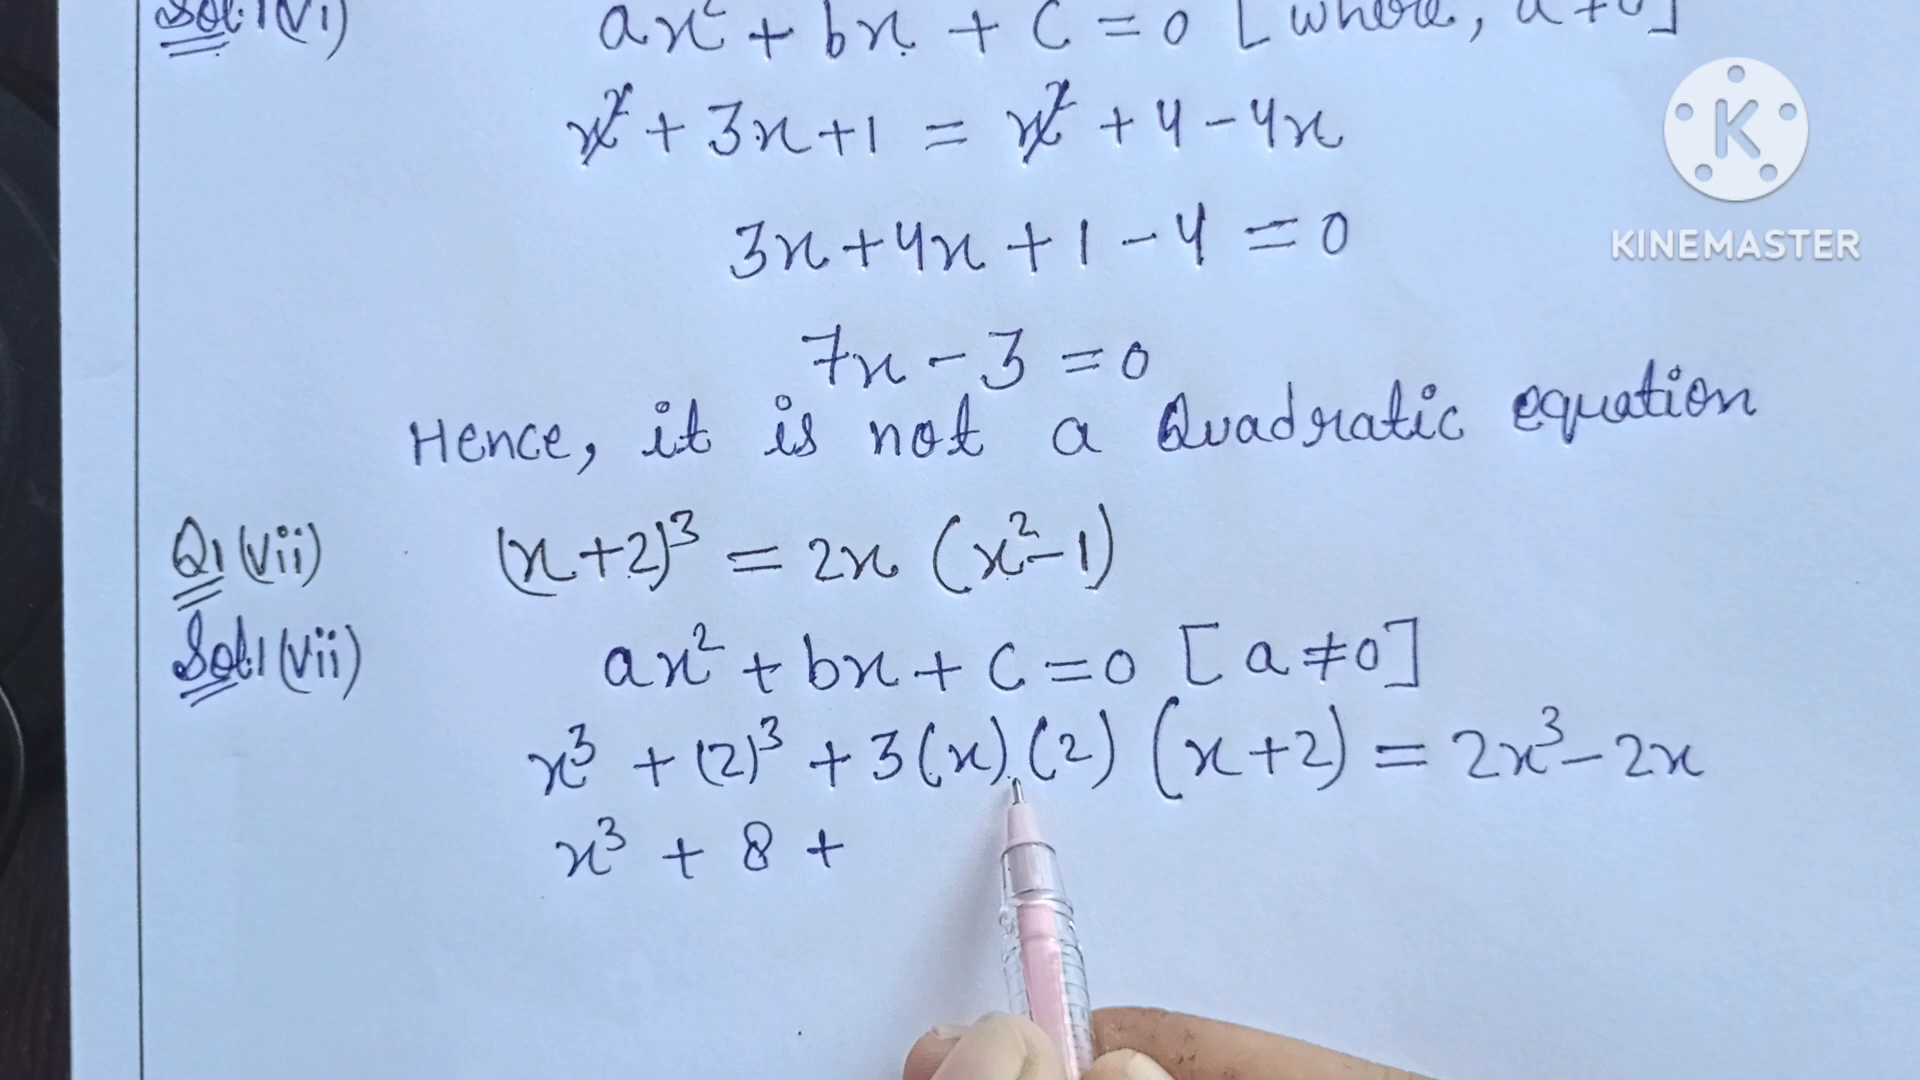 Sol.1(vi) ax² + bx + c = 0 [where, a ≠ 0]
x² + 3x + 1 = x² + 4 - 4x
KINEMASTER
3x + 4x + 1 - 4 = 0
7x - 3 = 0
Hence, it is not a Quadratic equation
Q1(vii) (x+2)³ = 2x (x²-1)
Sol.1(vii) ax² + bx + c = 0 [a ≠ 0]
x³ + (2)³ + 3(x)(2) (x+2) = 2x³ - 2x
x³ + 8 +